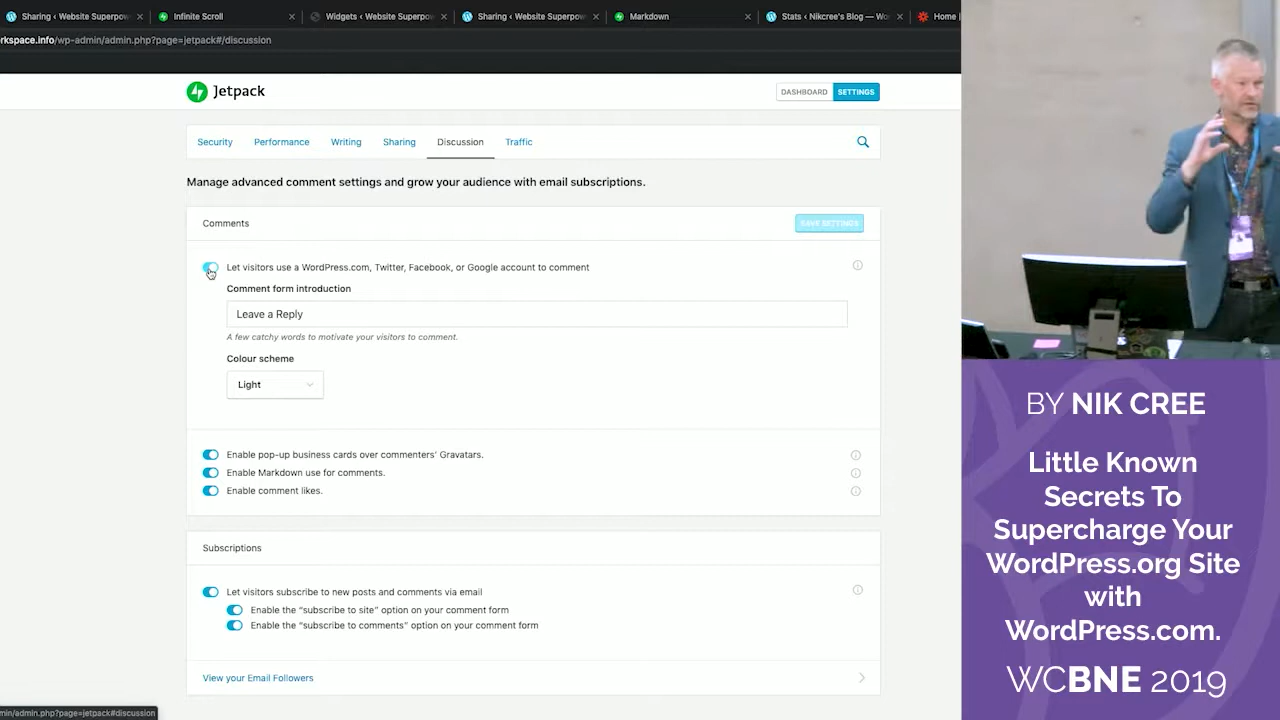 Sharing ‹ Website Superpow
Infinite Scroll
Widgets ‹ Website Superpo
Sharing ‹ Website Superpow
Markdown
Stats ‹ Nikcree's Blog — Wo
Home |
rkspace.info/wp-admin/admin.php?page=jetpack#/discussion
Jetpack
DASHBOARD
SETTINGS
Security
Performance
Writing
Sharing
Discussion
Traffic
Manage advanced comment settings and grow your audience with email subscriptions.
Comments
SAVE SETTINGS
Let visitors use a WordPress.com, Twitter, Facebook, or Google account to comment
Comment form introduction
Leave a Reply
A few catchy words to motivate your visitors to comment.
Colour scheme
Light
Enable pop-up business cards over commenters' Gravatars.
Enable Markdown use for comments.
Enable comment likes.
Subscriptions
Let visitors subscribe to new posts and comments via email
Enable the "subscribe to site" option on your comment form
Enable the "subscribe to comments" option on your comment form
View your Email Followers
min/admin.php?page=jetpack#discussion
BY NIK CREE
Little Known
Secrets To
Supercharge Your
WordPress.org Site
with
WordPress.com.
WCBNE 2019